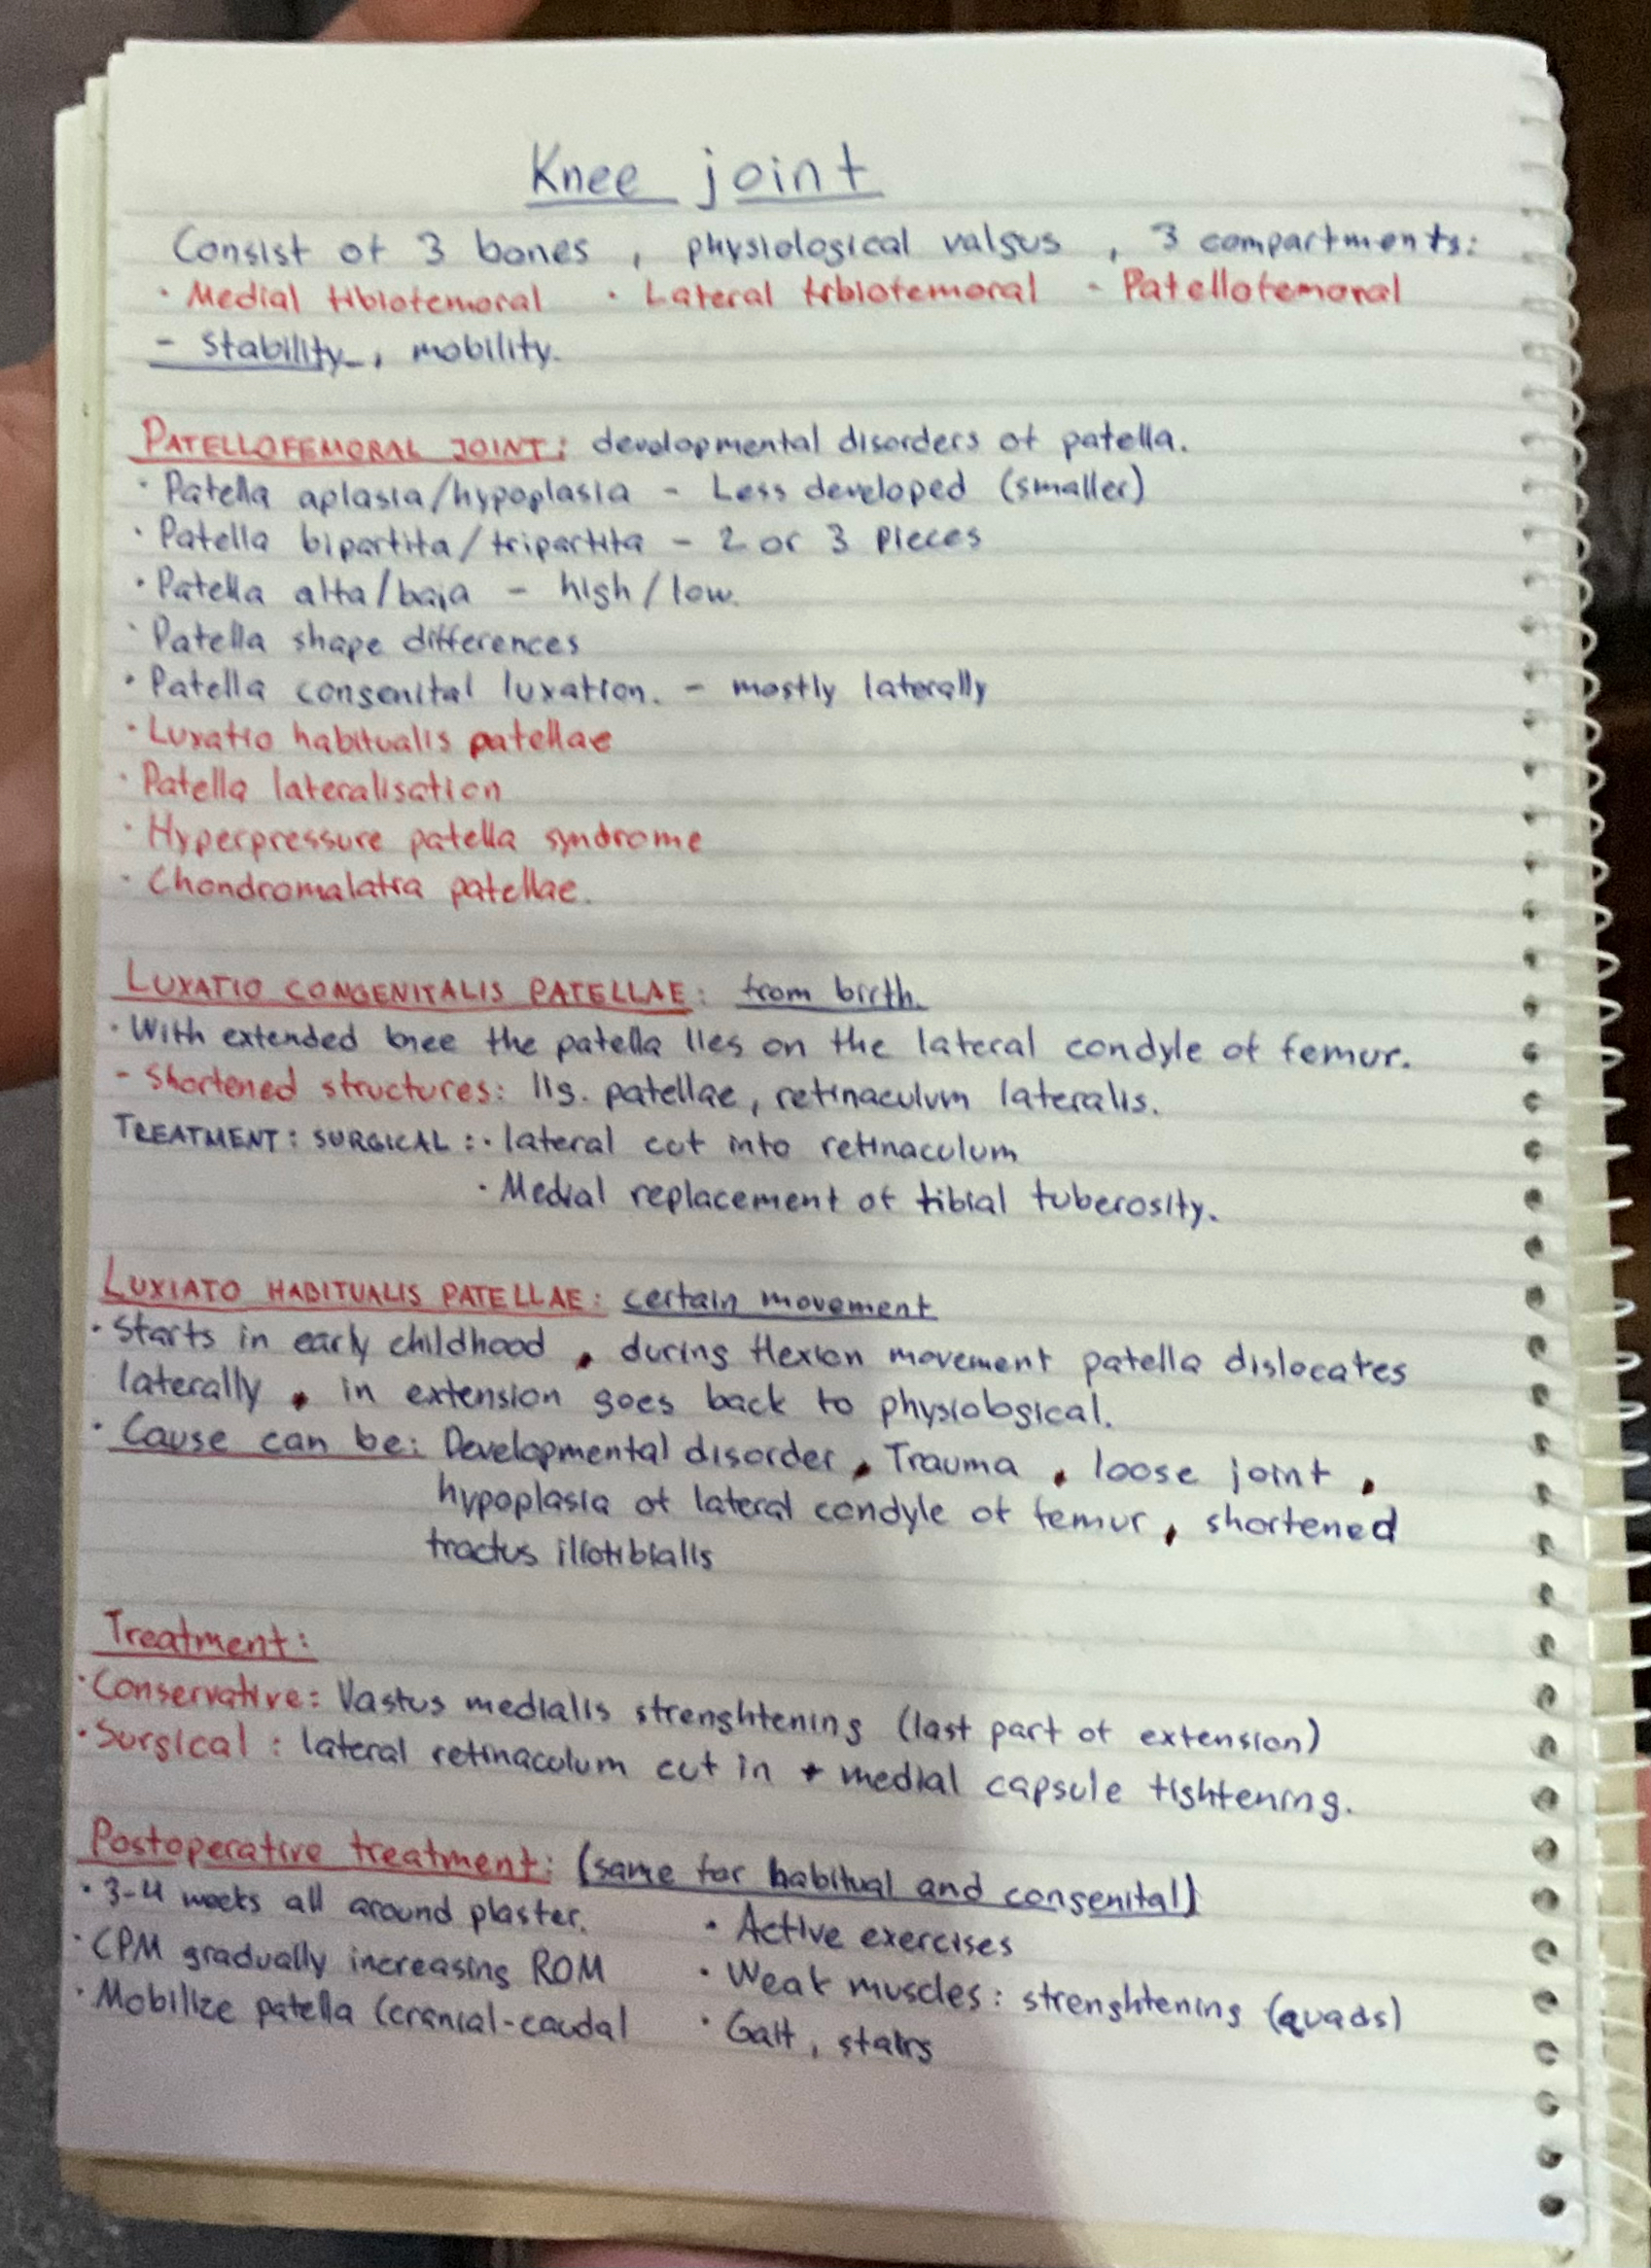 Knee joint
Consist of 3 bones , physiological valgus , 3 compartments:
· Medial tibiofemoral · Lateral tibiofemoral - Patellofemoral
- Stability , mobility.
PATELLOFEMORAL JOINT: developmental disorders of patella.
· Patella aplasia/hypoplasia - Less developed (smaller)
· Patella bipartita/tripartita - 2 or 3 pieces
· Patella alta/baja - high/low.
· Patella shape differences
· Patella congenital luxation. - mostly laterally
· Luxatio habitualis patellae
· Patella lateralisation
· Hyperpressure patella syndrome
· Chondromalatia patellae.
LUXATIO CONGENITALIS PATELLAE: from birth.
· With extended knee the patella lies on the lateral condyle of femur.
- Shortened structures: lig. patellae, retinaculum lateralis.
TREATMENT: SURGICAL: · lateral cut into retinaculum
· Medial replacement of tibial tuberosity.
LUXIATO HABITUALIS PATELLAE: certain movement
· Starts in early childhood , during flexion movement patella dislocates
laterally , in extension goes back to physiological.
· Cause can be: Developmental disorder , Trauma , loose joint ,
hypoplasia of lateral condyle of femur , shortened
tractus illiotibialis
Treatment:
· Conservative: Vastus medialis strenghtening (last part of extension)
· Surgical: lateral retinaculum cut in + medial capsule tightening.
Postoperative treatment: (same for habitual and congenital)
· 3-4 weeks all around plaster. · Active exercises
· CPM gradually increasing ROM · Weak muscles: strenghtening (quads)
· Mobilize patella (cranial-caudal · Gait, stairs